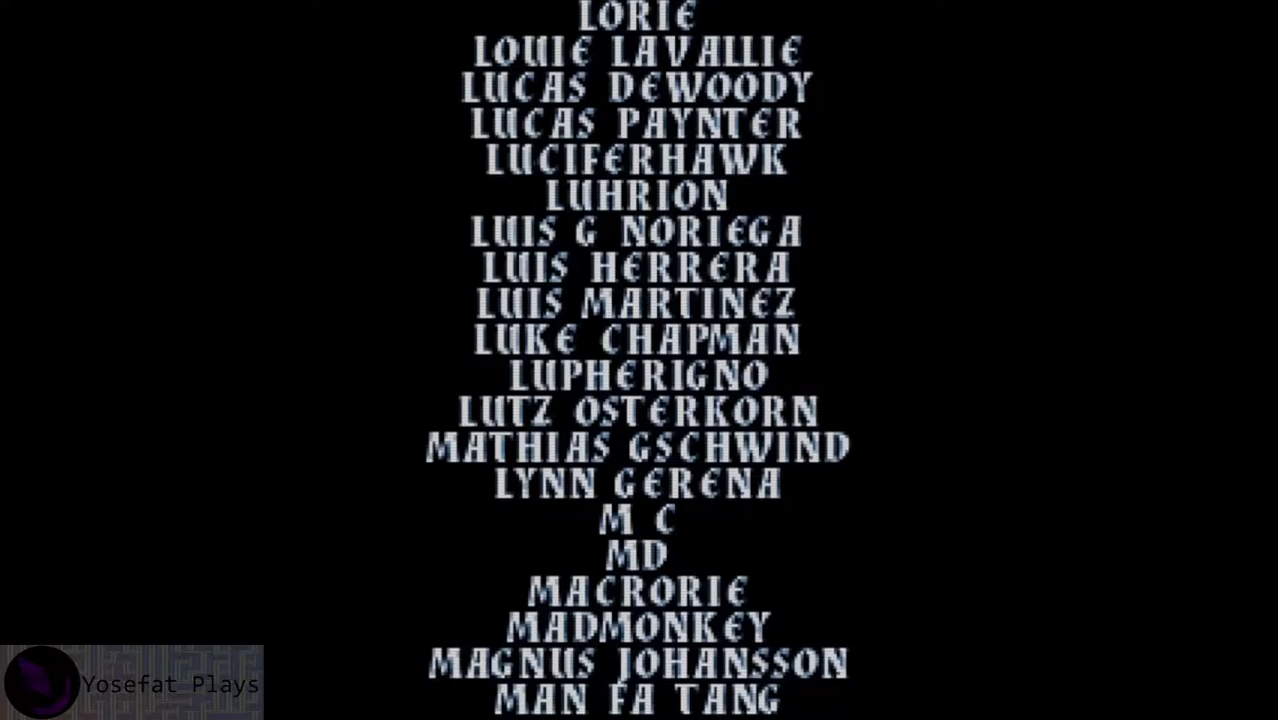 LORIE
LOUIE LAVALLIE
LUCAS DEWOODY
LUCAS PAYNTER
LUCIFERHAWK
LUHRION
LUIS G NORIEGA
LUIS HERRERA
LUIS MARTINEZ
LUKE CHAPMAN
LUPHERIGNO
LUTZ OSTERKORN
MATHIAS GSCHWIND
LYNN GERENA
M C
MD
MACRORIE
MADMONKEY
MAGNUS JOHANSSON
MAN FA TANG
Yosefat Plays